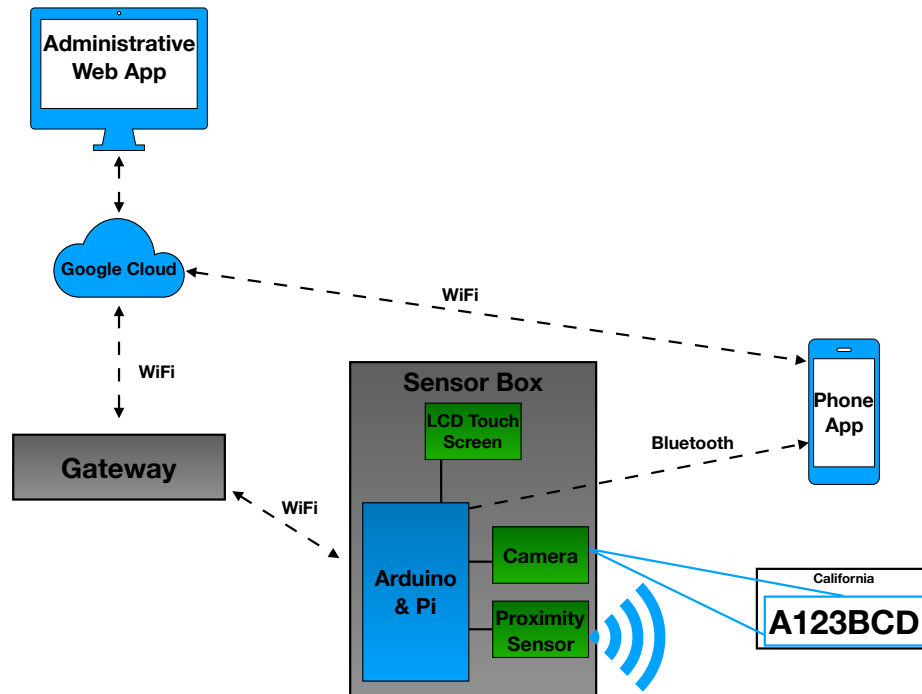 Administrative
Web App
Google Cloud
WiFi
WiFi
Sensor Box
LCD Touch
Screen
Phone
App
Bluetooth
Gateway
WiFi
Camera
Arduino
& Pi
Proximity
Sensor
California
A123BCD